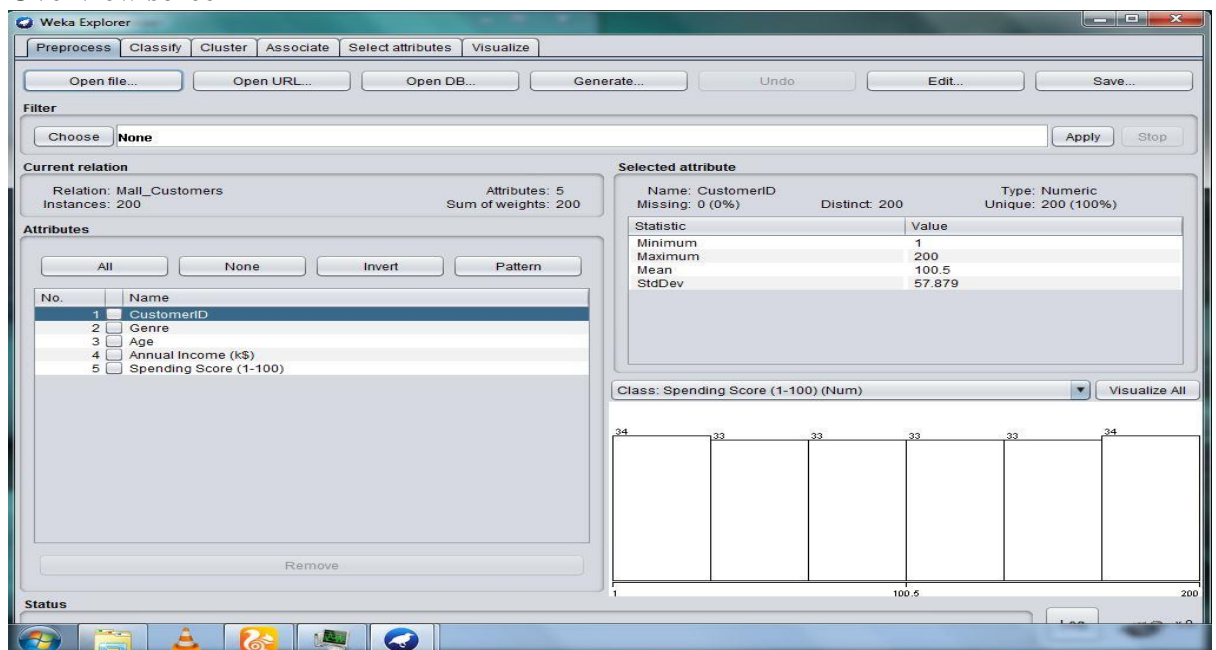 Weka Explorer
Preprocess Classify Cluster Associate Select attributes Visualize
Open file... Open URL... Open DB... Generate... Undo Edit... Save...
Filter
Choose None Apply Stop
Current relation
Relation: Mall_Customers Attributes: 5
Instances: 200 Sum of weights: 200
Attributes
All None Invert Pattern
No. Name
1 CustomerID
2 Genre
3 Age
4 Annual Income (k$)
5 Spending Score (1-100)
Remove
Selected attribute
Name: CustomerID Type: Numeric
Missing: 0 (0%) Distinct: 200 Unique: 200 (100%)
Statistic Value
Minimum 1
Maximum 200
Mean 100.5
StdDev 57.879
Class: Spending Score (1-100) (Num) Visualize All
34 33 33 33 33 34
1 100.5 200
Status